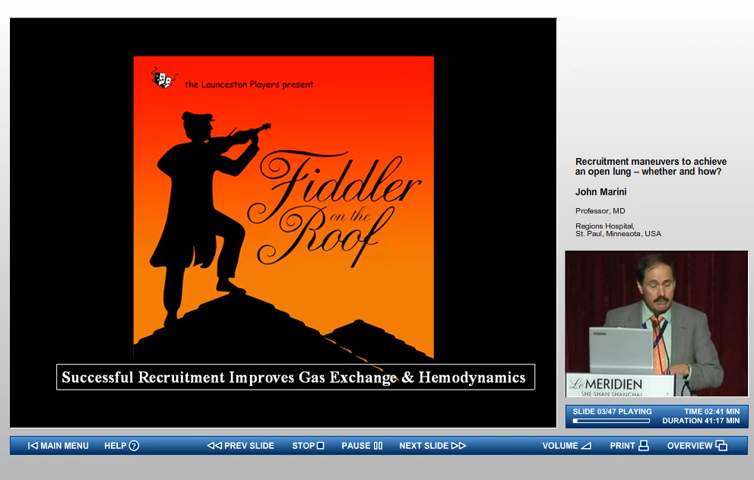 the Launceston Players present
Fiddler
on the
Roof
Successful Recruitment Improves Gas Exchange & Hemodynamics
Recruitment maneuvers to achieve
an open lung – whether and how?
John Marini
Professor, MD
Regions Hospital,
St. Paul, Minnesota, USA
Le MERIDIEN
SHE SHAN SHANGHAI
SLIDE 03/47 PLAYING TIME 02:41 MIN
DURATION 41:17 MIN
MAIN MENU HELP ? PREV SLIDE STOP PAUSE NEXT SLIDE VOLUME PRINT OVERVIEW